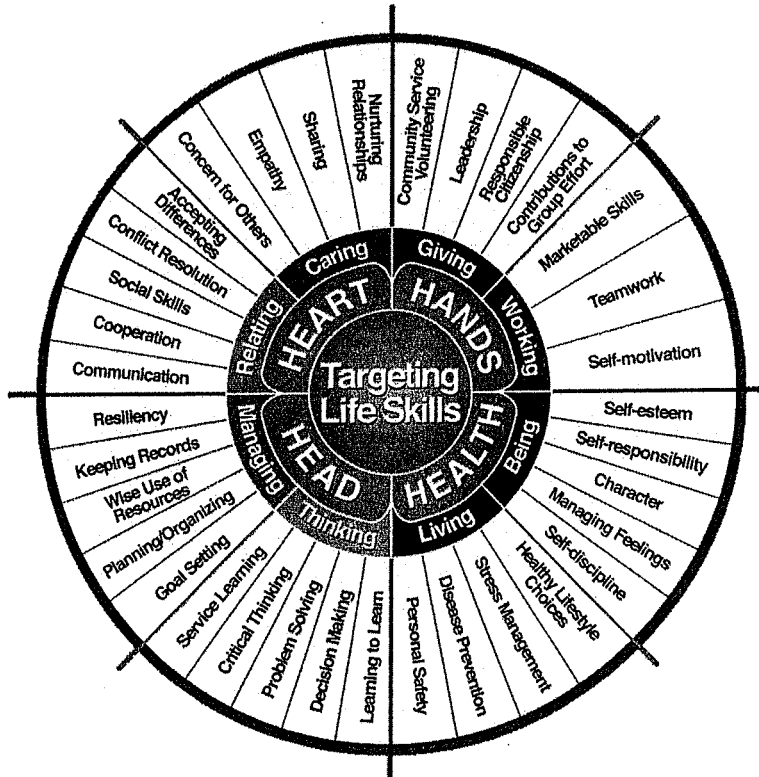 Targeting
Life Skills
HEART
Caring
Nurturing
Relationships
Sharing
Empathy
Concern for Others
Relating
Accepting
Differences
Conflict Resolution
Social Skills
Cooperation
Communication
HANDS
Giving
Community Service
Volunteering
Leadership
Responsible
Citizenship
Contributions to
Group Effort
Working
Marketable Skills
Teamwork
Self-motivation
HEALTH
Being
Self-esteem
Self-responsibility
Character
Managing Feelings
Self-discipline
Living
Healthy Lifestyle
Choices
Stress Management
Disease Prevention
Personal Safety
HEAD
Thinking
Learning to Learn
Decision Making
Problem Solving
Critical Thinking
Service Learning
Managing
Goal Setting
Planning/Organizing
Wise Use of
Resources
Keeping Records
Resiliency